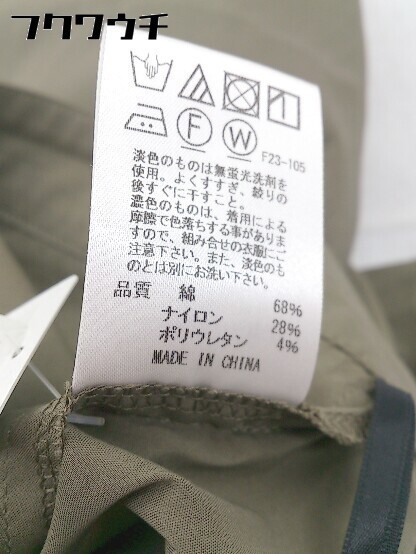 フクワウチ
F
W
F23-105
淡色のものは無蛍光洗剤を
使用。よくすすぎ、絞りの
後すぐに干すこと。
濃色のものは、着用による
摩擦で色落ちする事があり
ますので、組み合せの衣服にご
注意下さい。また、淡色のも
のとは別にお洗い下さい。
品質 綿 68%
ナイロン 28%
ポリウレタン 4%
MADE IN CHINA